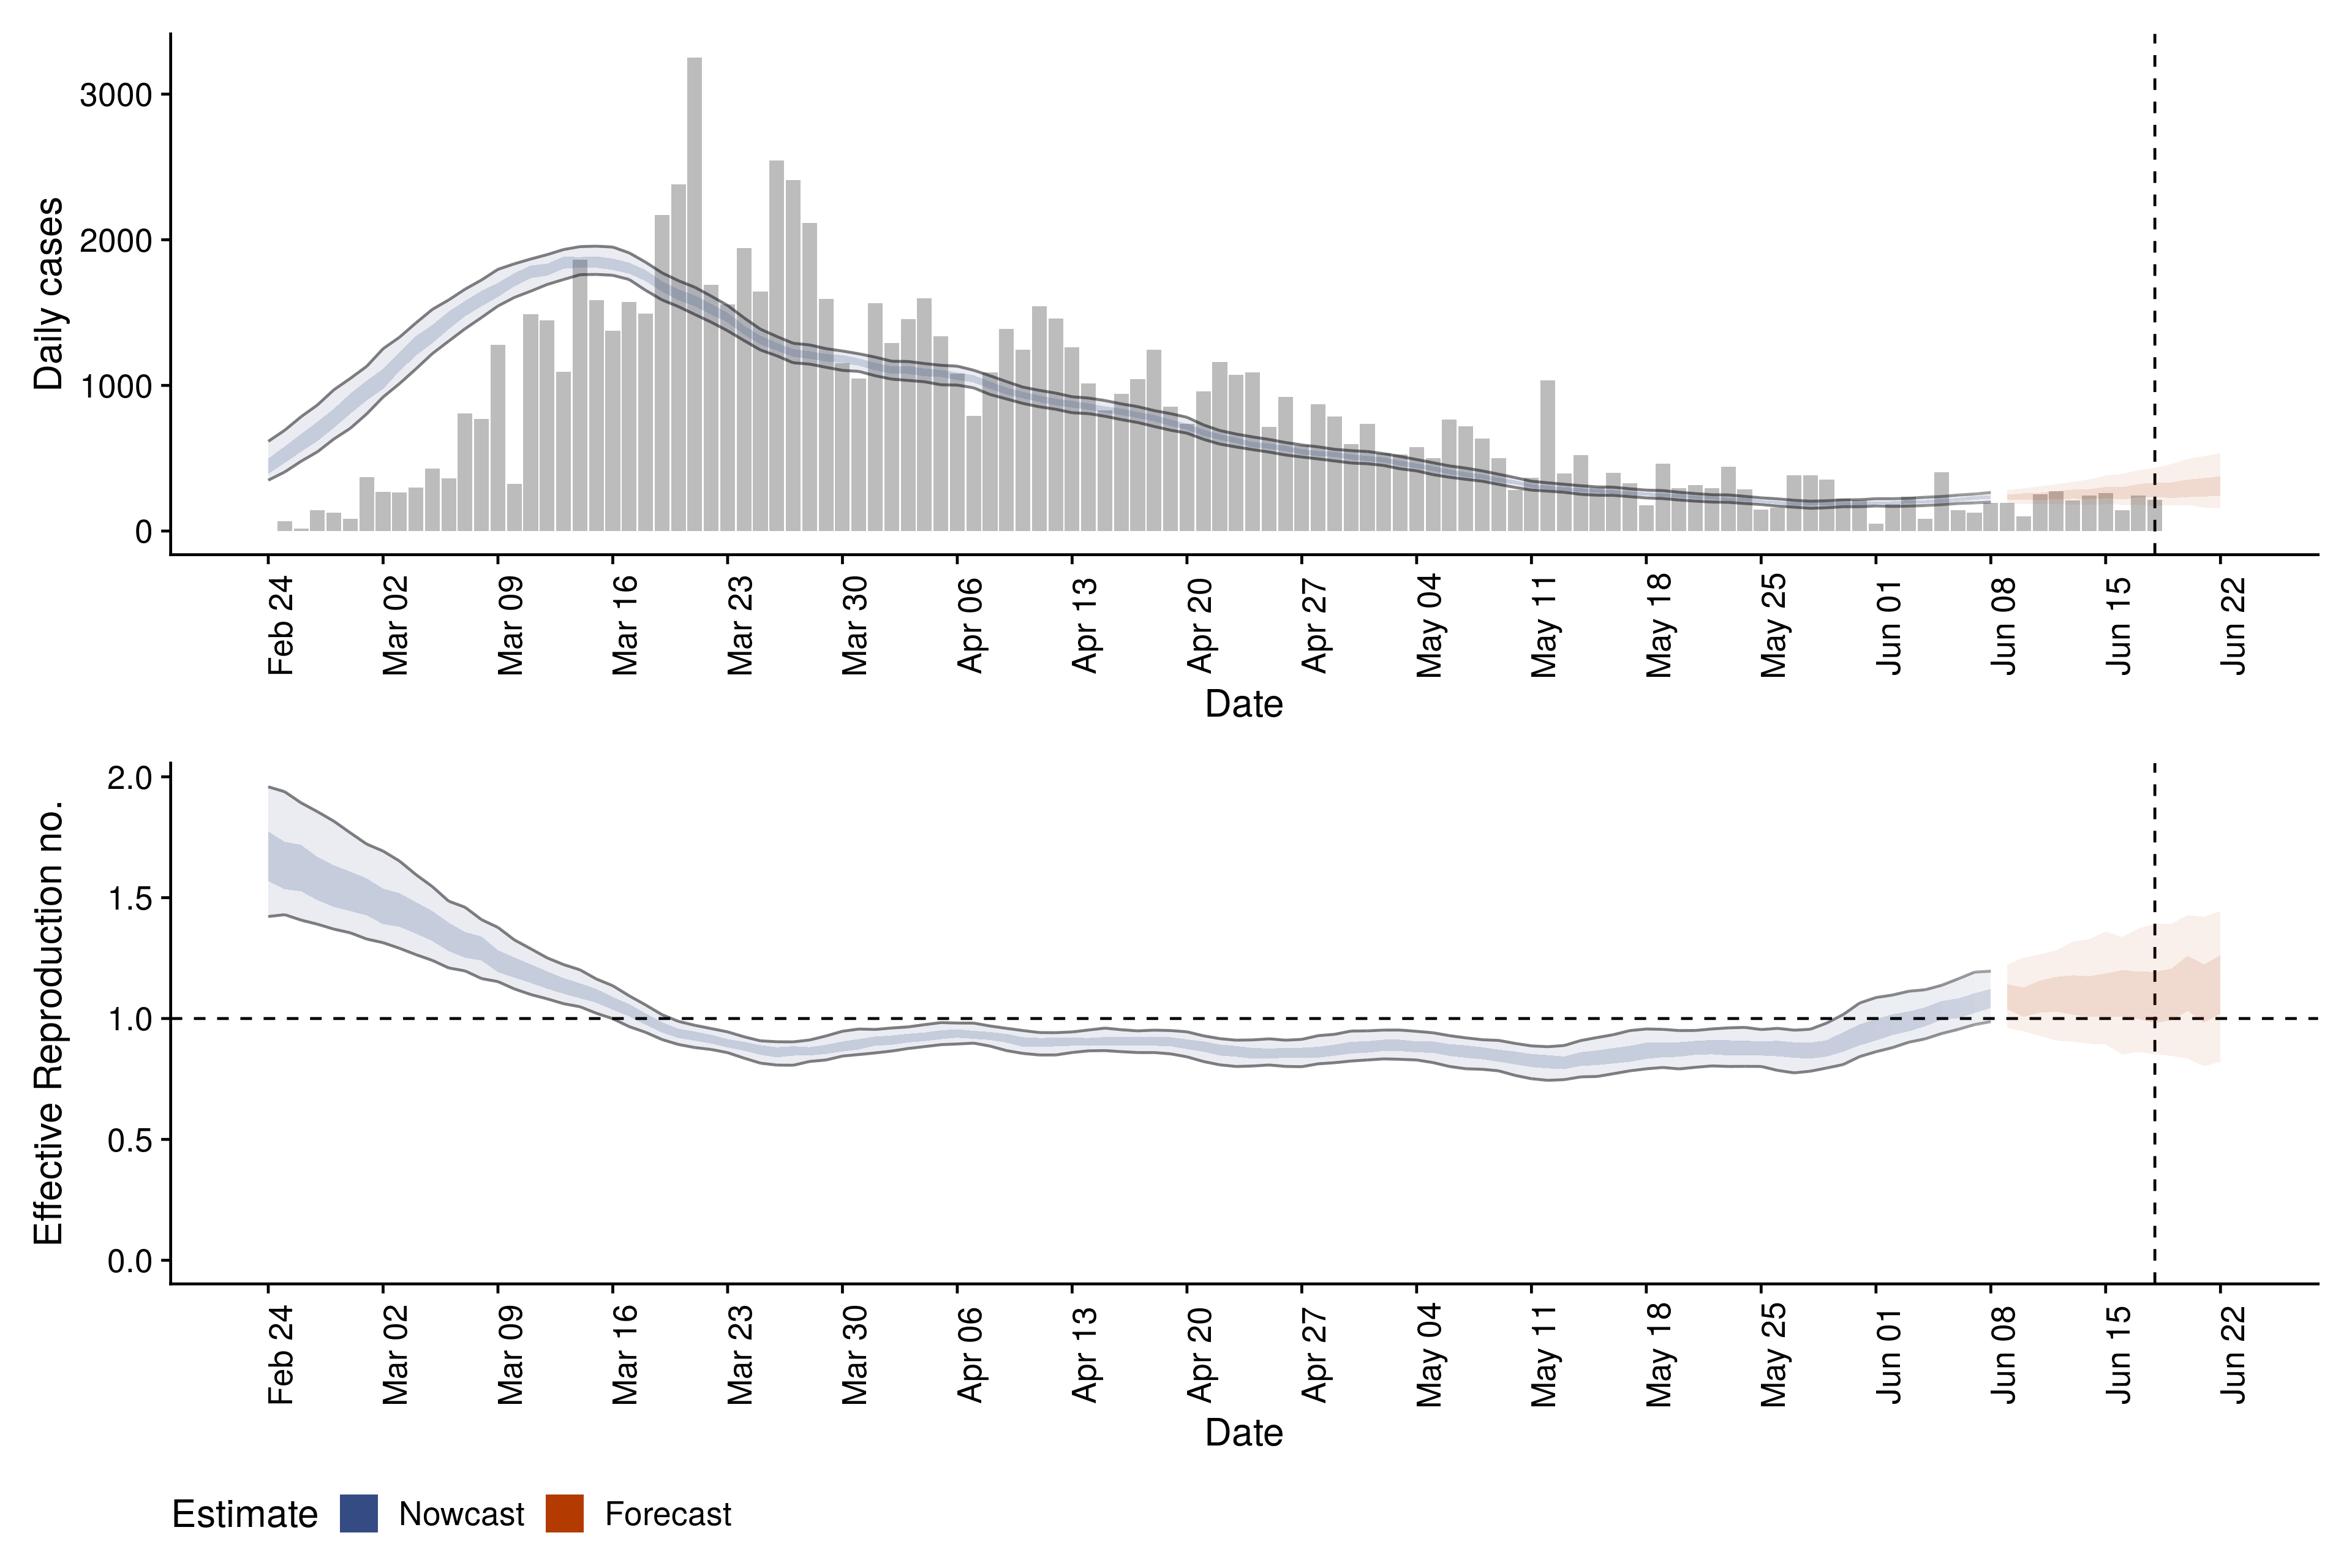 Daily cases
3000
2000
1000
0
Feb 24
Mar 02
Mar 09
Mar 16
Mar 23
Mar 30
Apr 06
Apr 13
Apr 20
Apr 27
May 04
May 11
May 18
May 25
Jun 01
Jun 08
Jun 15
Jun 22
Date
Effective Reproduction no.
2.0
1.5
1.0
0.5
0.0
Feb 24
Mar 02
Mar 09
Mar 16
Mar 23
Mar 30
Apr 06
Apr 13
Apr 20
Apr 27
May 04
May 11
May 18
May 25
Jun 01
Jun 08
Jun 15
Jun 22
Date
Estimate Nowcast Forecast